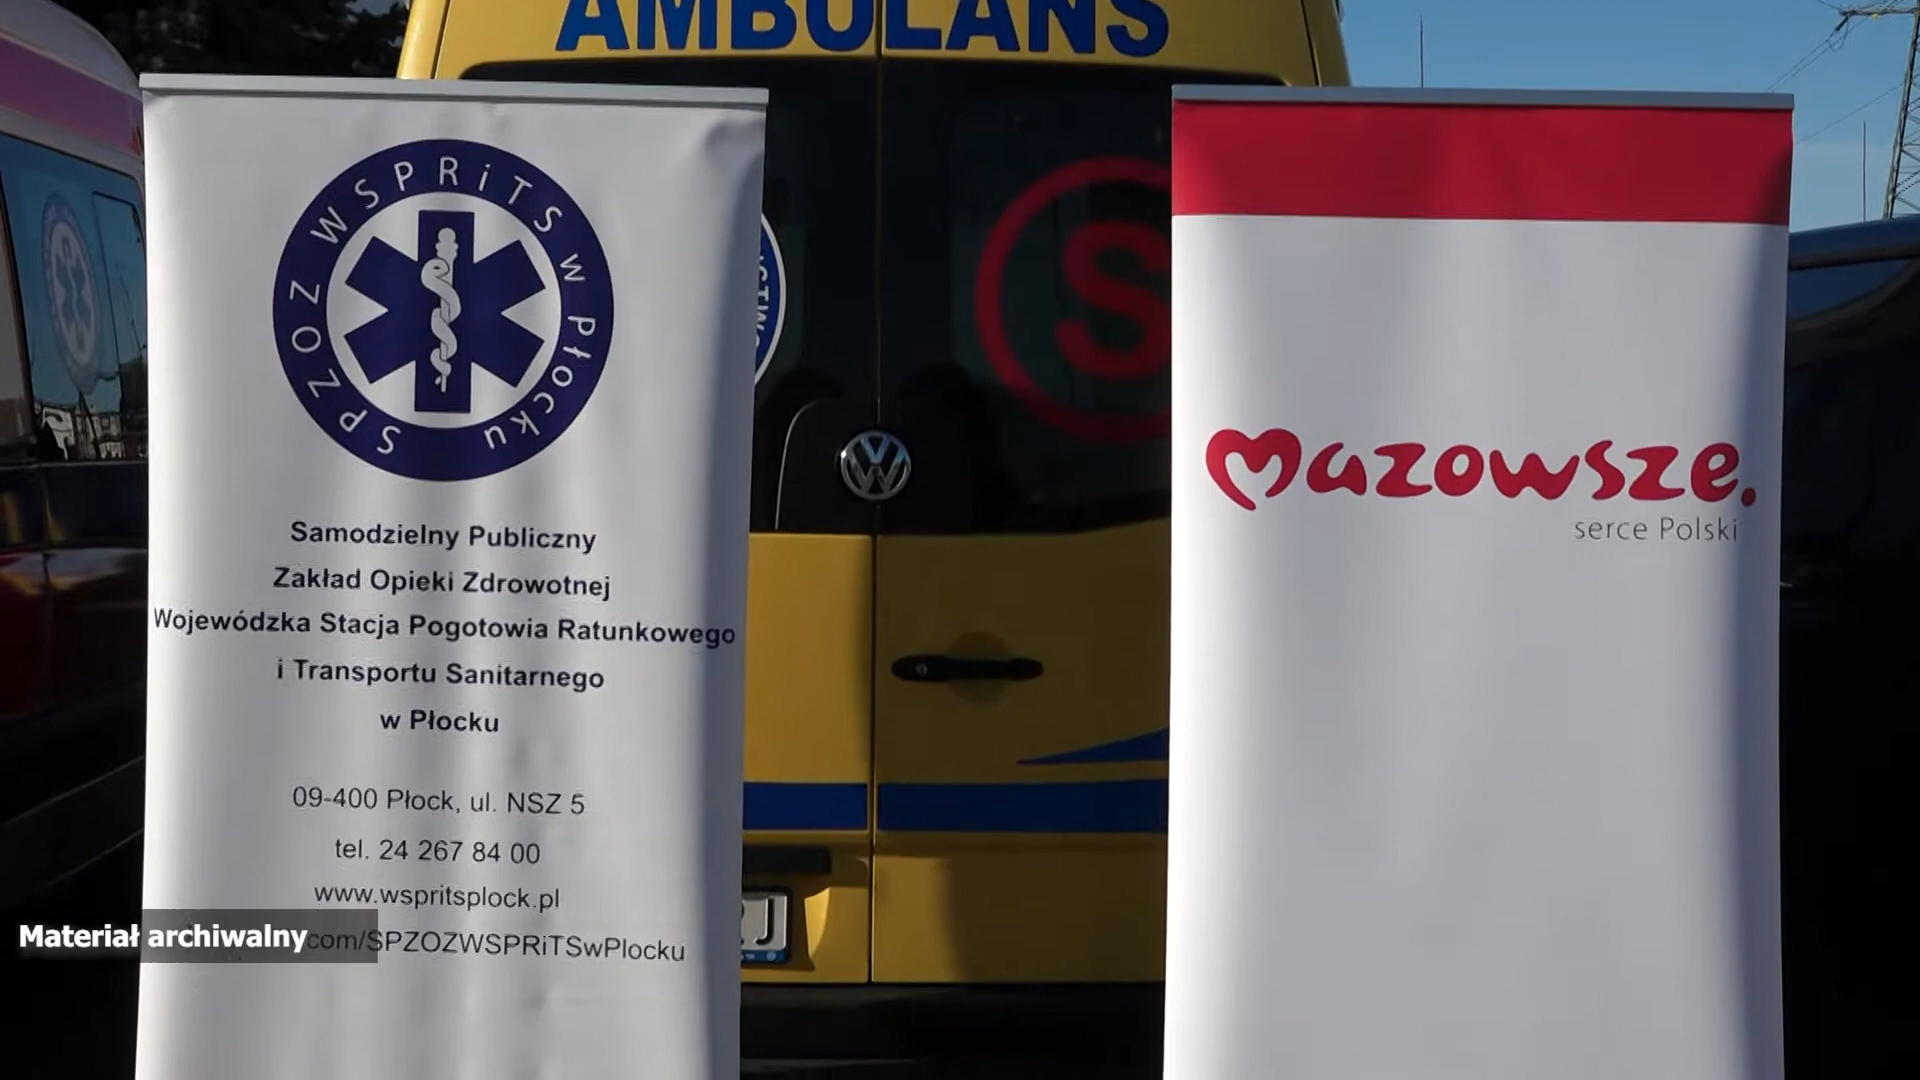 AMBULANS
SPZOZ WSPRiTS w Płocku
Samodzielny Publiczny
Zakład Opieki Zdrowotnej
Wojewódzka Stacja Pogotowia Ratunkowego
i Transportu Sanitarnego
w Płocku
09-400 Płock, ul. NSZ 5
tel. 24 267 84 00
www.wspritsplock.pl
com/SPZOZWSPRiTSwPlocku
Materiał archiwalny
S
mazowsze.
serce Polski